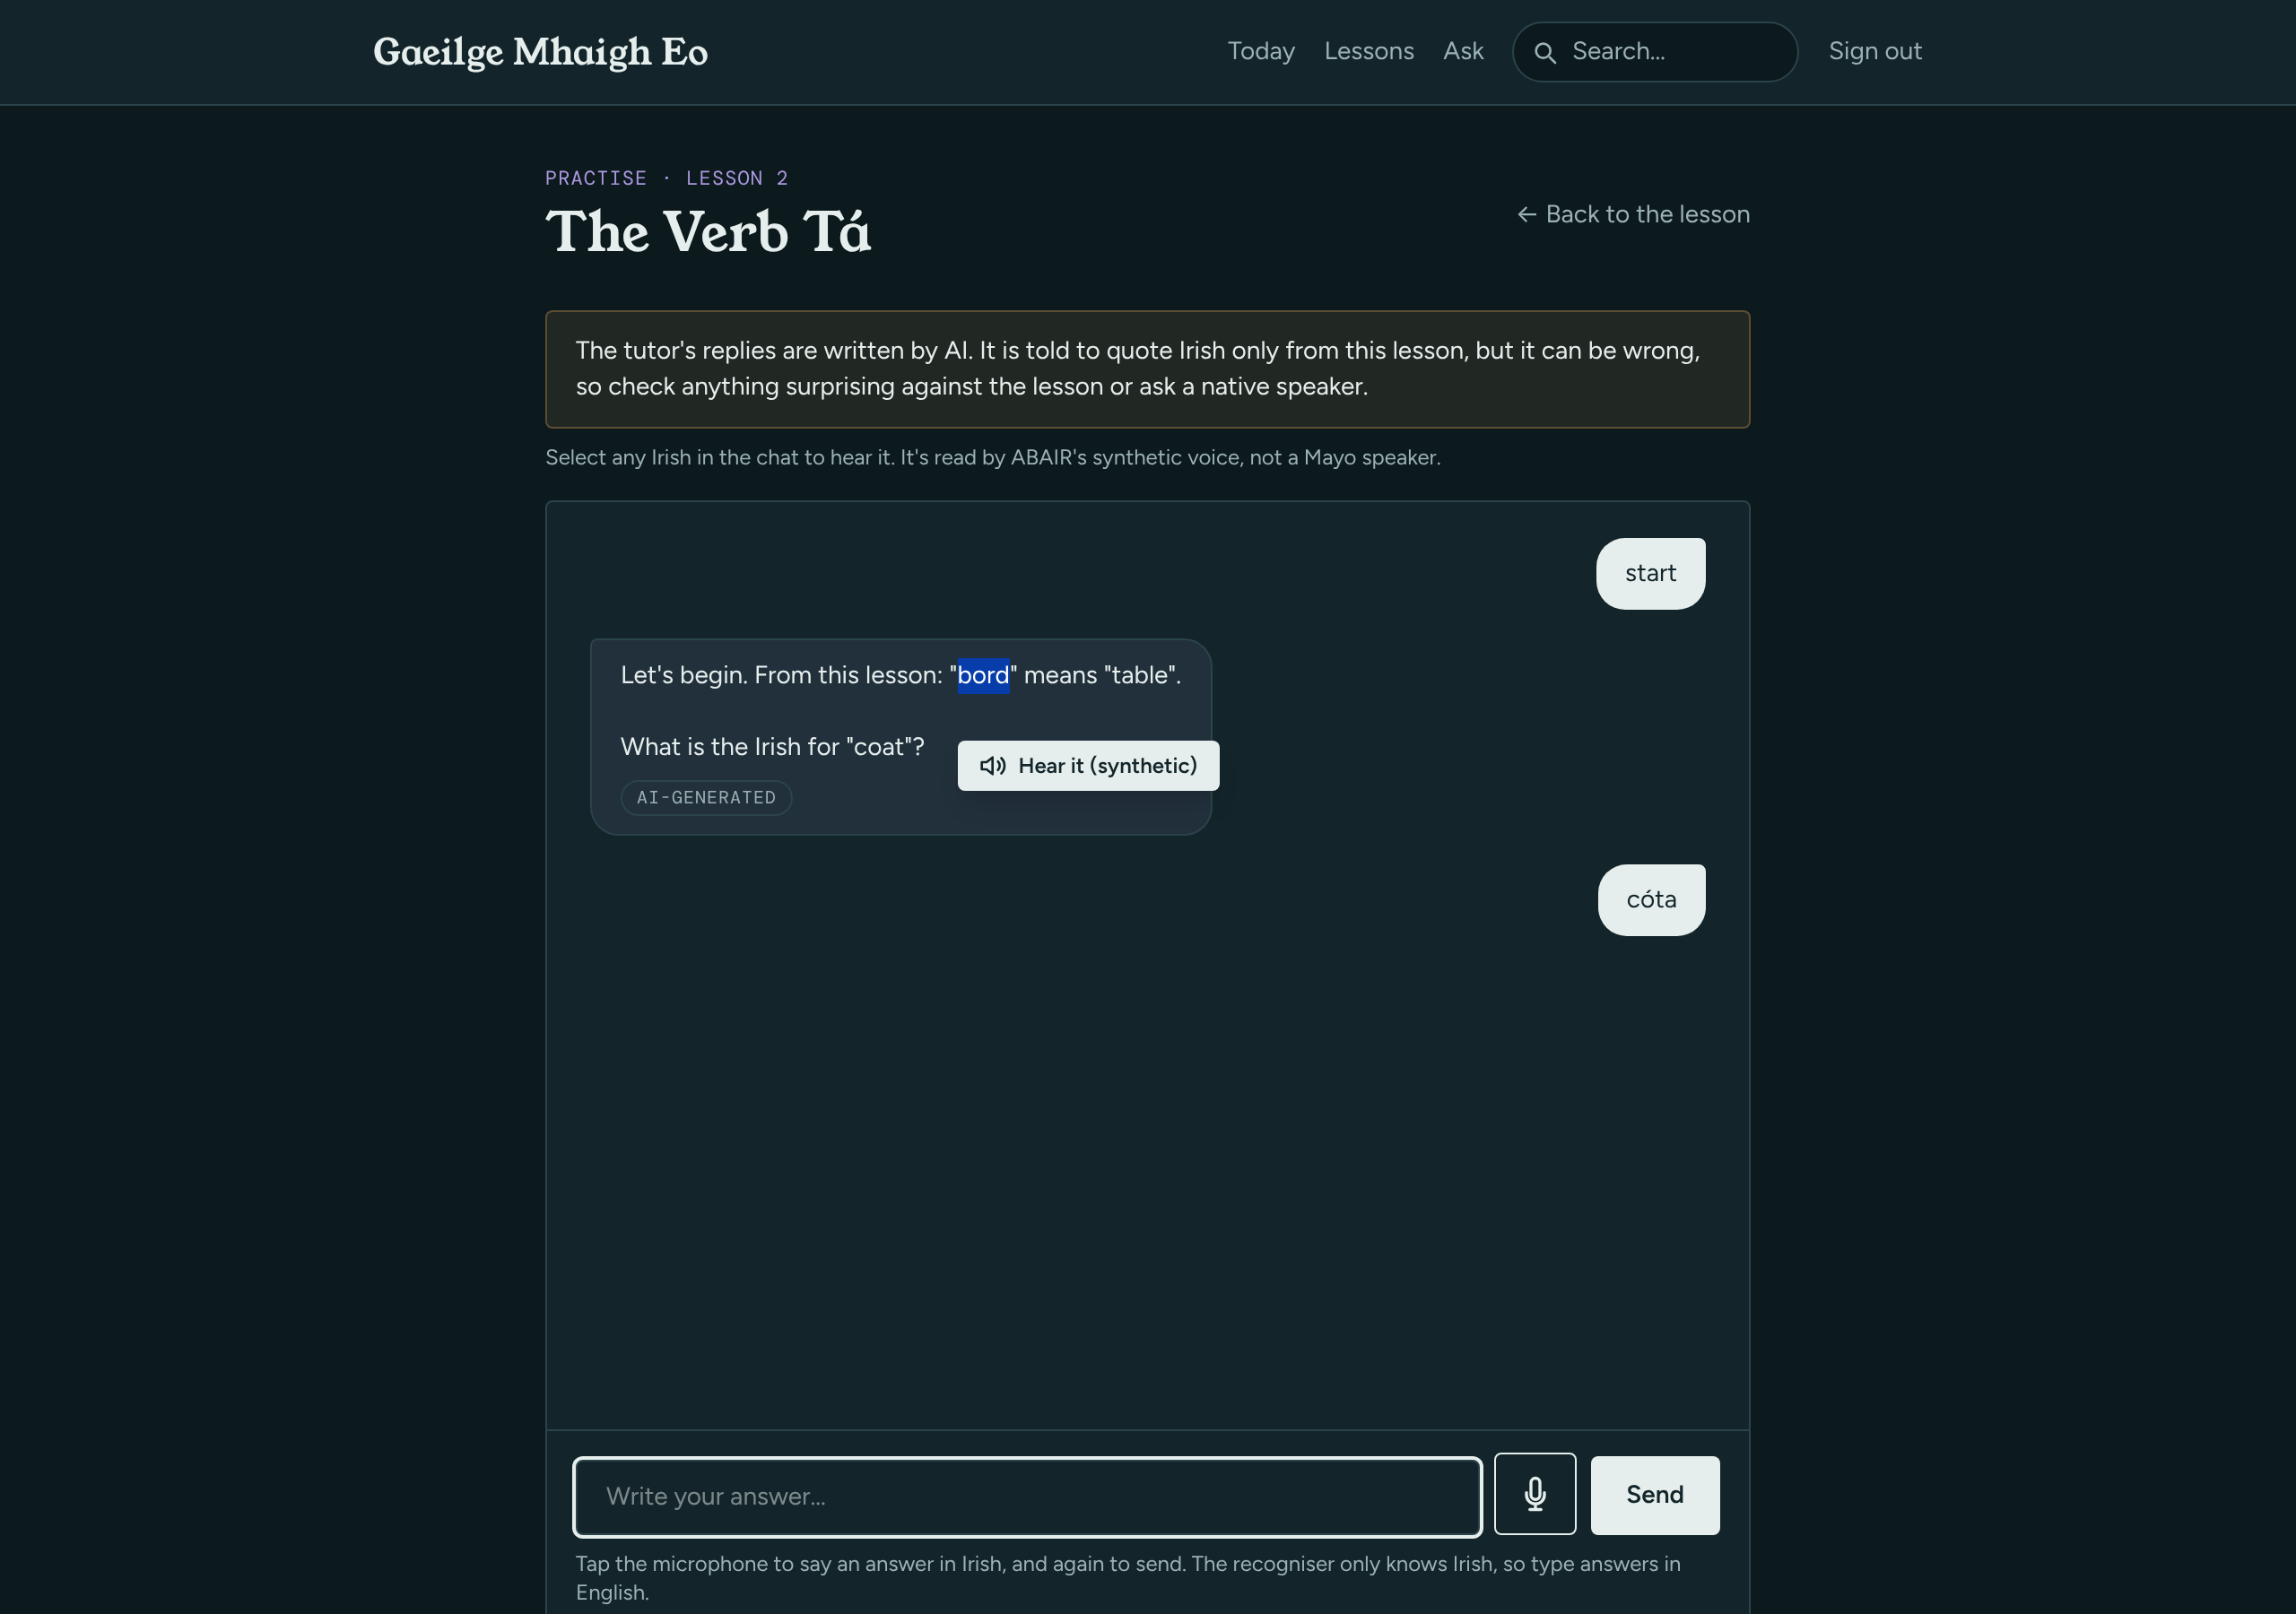 Gaeilge Mhaigh Eo
Today
Lessons
Ask
Search...
Sign out
PRACTISE · LESSON 2
The Verb Tá
← Back to the lesson
The tutor's replies are written by AI. It is told to quote Irish only from this lesson, but it can be wrong,
so check anything surprising against the lesson or ask a native speaker.
Select any Irish in the chat to hear it. It's read by ABAIR's synthetic voice, not a Mayo speaker.
start
Let's begin. From this lesson: "bord" means "table".
What is the Irish for "coat"?
Hear it (synthetic)
AI-GENERATED
cóta
Write your answer...
Send
Tap the microphone to say an answer in Irish, and again to send. The recogniser only knows Irish, so type answers in
English.